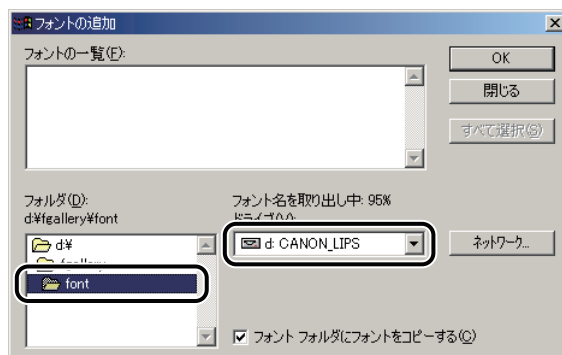 フォントの追加
フォントの一覧(F):
OK
閉じる
すべて選択(S)
フォルダ(D):
d:¥fgallery¥font
フォント名を取り出し中: 95%
d:¥
d: CANON_LIPS
ネットワーク...
font
フォント フォルダにフォントをコピーする(C)